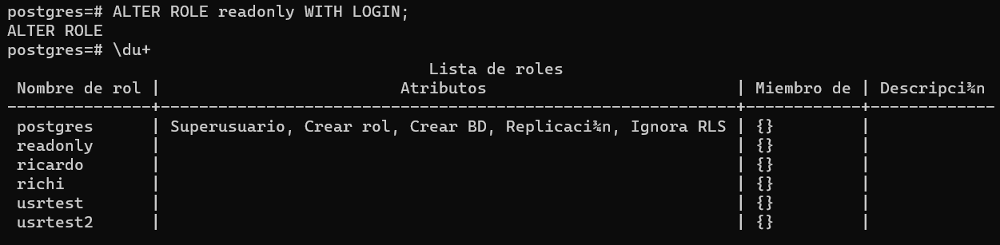 postgres=# ALTER ROLE readonly WITH LOGIN;
ALTER ROLE
postgres=# \du+
Lista de roles
Nombre de rol | Atributos | Miembro de | Descripci¾n
---------------+------------------------------------------------------------+-----------+-------------
postgres | Superusuario, Crear rol, Crear BD, Replicaci¾n, Ignora RLS | {} |
readonly | | {} |
ricardo | | {} |
richi | | {} |
usrtest | | {} |
usrtest2 | | {} |